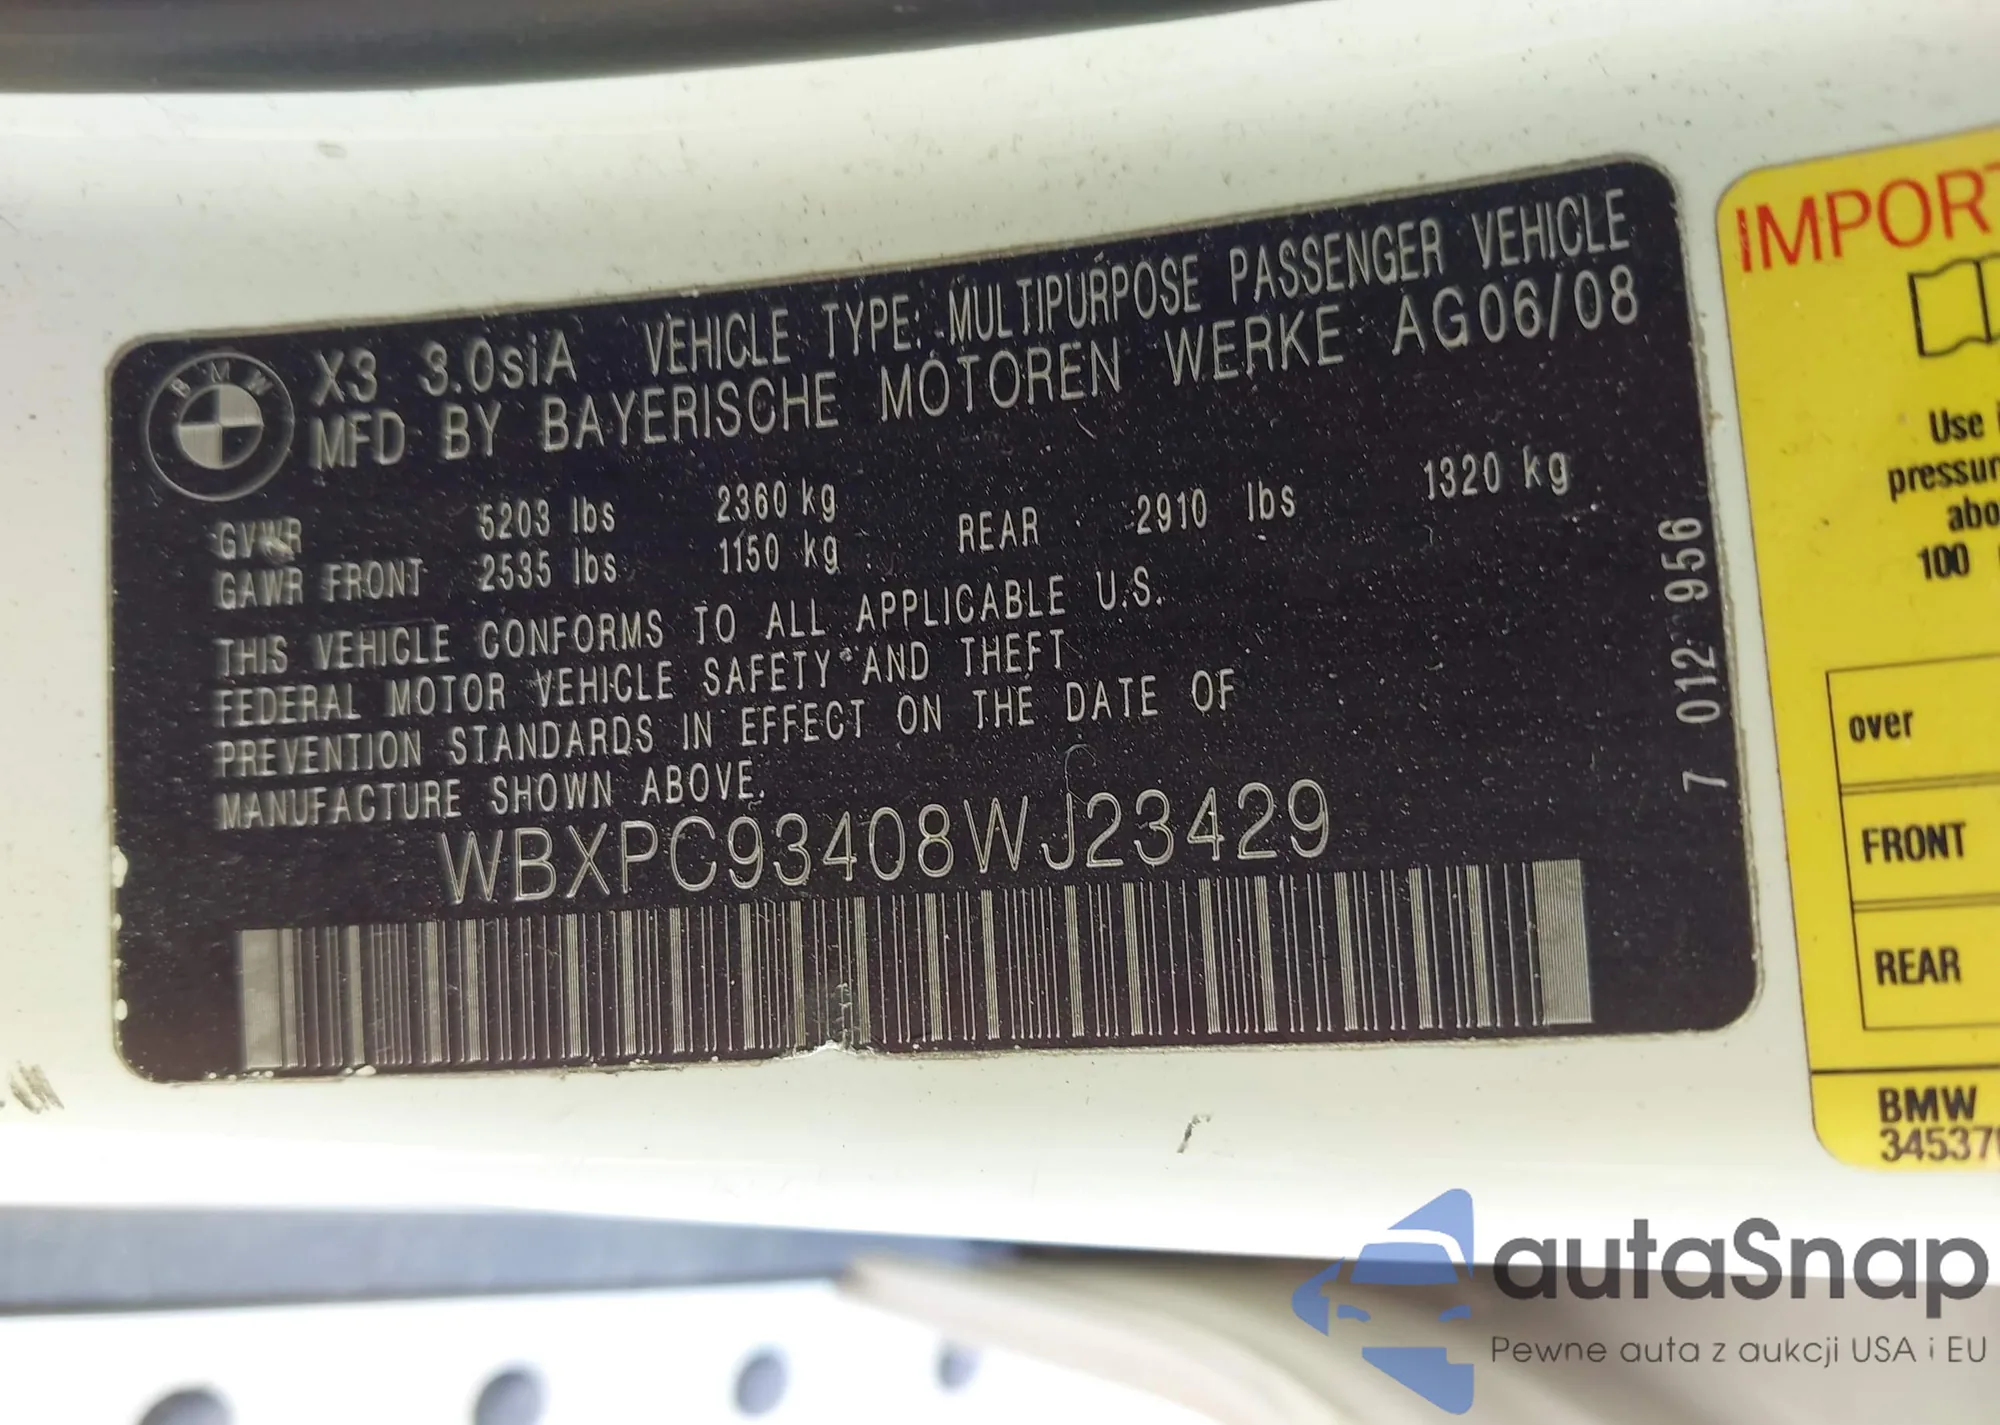 BMW
X3 3.0siA VEHICLE TYPE: MULTIPURPOSE PASSENGER VEHICLE
MFD BY BAYERISCHE MOTOREN WERKE AG06/08
GVWR 5203 lbs 2360 kg
GAWR FRONT 2535 lbs 1150 kg REAR 2910 lbs 1320 kg
THIS VEHICLE CONFORMS TO ALL APPLICABLE U.S.
FEDERAL MOTOR VEHICLE SAFETY AND THEFT
PREVENTION STANDARDS IN EFFECT ON THE DATE OF
MANUFACTURE SHOWN ABOVE.
WBXPC93408WJ23429
7 012 956
IMPORT
Use
pressur
abo
100
over
FRONT
REAR
BMW
34537
autaSnap
Pewne auta z aukcji USA i EU